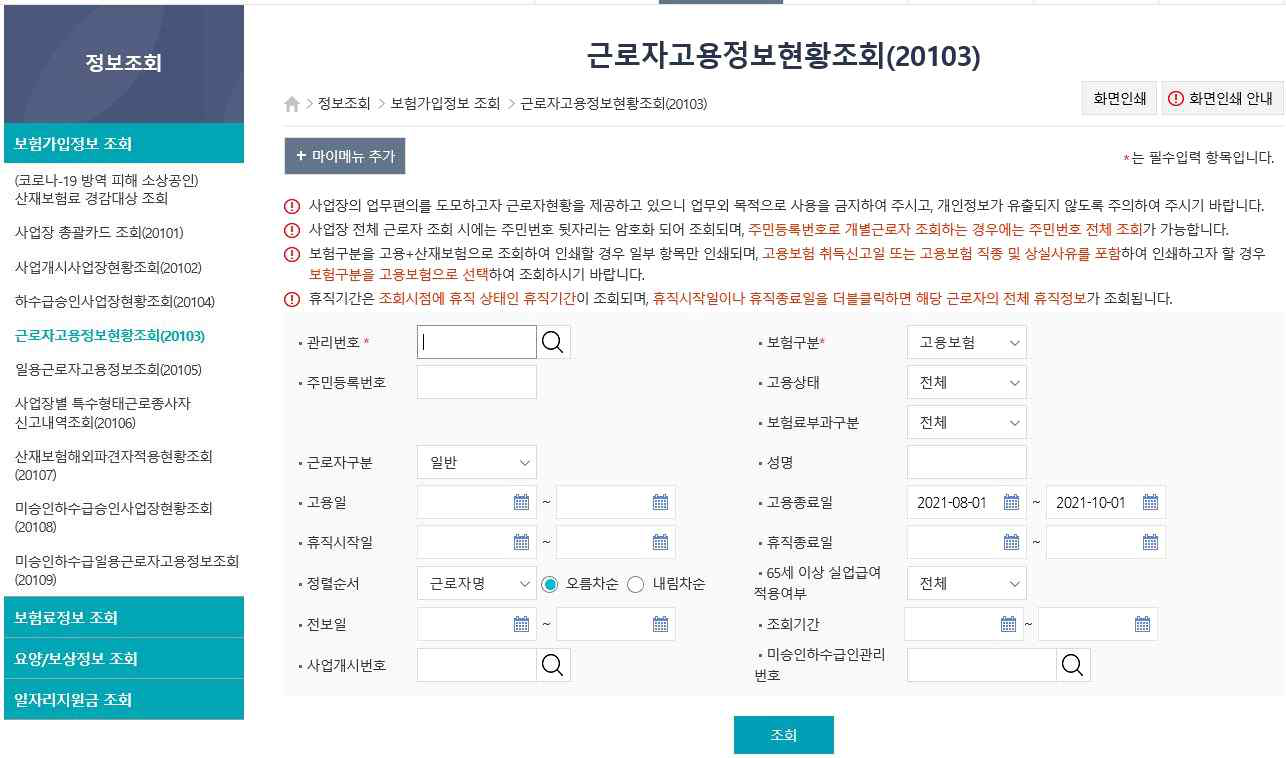 정보조회
보험가입정보 조회
(코로나-19 방역 피해 소상공인)
산재보험료 경감대상 조회
사업장 총괄카드 조회(20101)
사업개시사업장현황조회(20102)
하수급승인사업장현황조회(20104)
근로자고용정보현황조회(20103)
일용근로자고용정보조회(20105)
사업장별 특수형태근로종사자
신고내역조회(20106)
산재보험해외파견자적용현황조회
(20107)
미승인하수급승인사업장현황조회
(20108)
미승인하수급일용근로자고용정보조회
(20109)
보험료정보 조회
요양/보상정보 조회
일자리지원금 조회
근로자고용정보현황조회(20103)
> 정보조회 > 보험가입정보 조회 > 근로자고용정보현황조회(20103)
화면인쇄 화면인쇄 안내
+ 마이메뉴 추가
*는 필수입력 항목입니다.
사업장의 업무편의를 도모하고자 근로자현황을 제공하고 있으니 업무외 목적으로 사용을 금지하여 주시고, 개인정보가 유출되지 않도록 주의하여 주시기 바랍니다.
사업장 전체 근로자 조회 시에는 주민번호 뒷자리는 암호화 되어 조회되며, 주민등록번호로 개별근로자 조회하는 경우에는 주민번호 전체 조회가 가능합니다.
보험구분을 고용+산재보험으로 조회하여 인쇄할 경우 일부 항목만 인쇄되며, 고용보험 취득신고일 또는 고용보험 직종 및 상실사유를 포함하여 인쇄하고자 할 경우
보험구분을 고용보험으로 선택하여 조회하시기 바랍니다.
휴직기간은 조회시점에 휴직 상태인 휴직기간이 조회되며, 휴직시작일이나 휴직종료일을 더블클릭하면 해당 근로자의 전체 휴직정보가 조회됩니다.
관리번호 * 보험구분* 고용보험
주민등록번호 고용상태 전체
보험료부과구분 전체
근로자구분 일반 성명
고용일 ~ 고용종료일 2021-08-01 ~ 2021-10-01
휴직시작일 ~ 휴직종료일 ~
정렬순서 근로자명 오름차순 내림차순 65세 이상 실업급여
적용여부 전체
전보일 ~ 조회기간 ~
사업개시번호 미승인하수급인관리
번호
조회